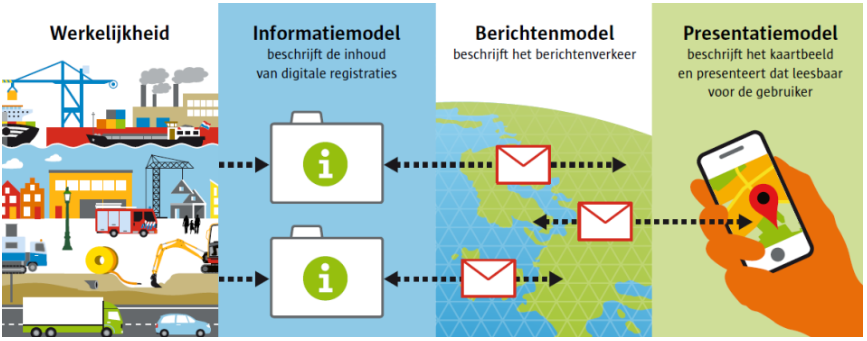 Werkelijkheid
Informatiemodel
beschrijft de inhoud
van digitale registraties
Berichtenmodel
beschrijft het berichtenverkeer
Presentatiemodel
beschrijft het kaartbeeld
en presenteert dat leesbaar
voor de gebruiker
i
i